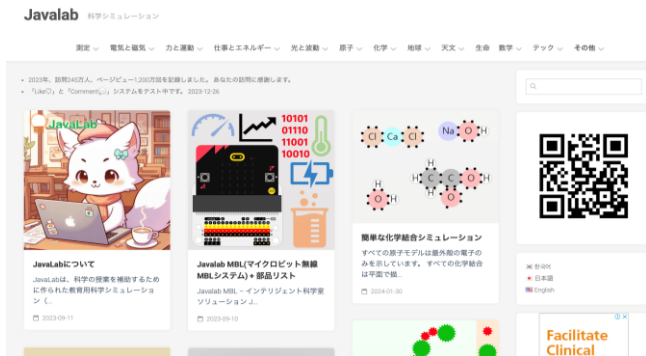 Javalab 科学シミュレーション
測定 電気と磁気 力と運動 仕事とエネルギー 光と波動 原子 化学 地球 天文 生命 数学 テック その他
2023年、訪問245万人、ページビュー1,200万回を記録しました。 あなたの訪問に感謝します。
「Like♡」と「Comment」システムをテスト中です。 2023-12-26
JavaLab
10101
01110
11001
10010
Cl Ca Cl
Na O H
H C O H
H O H
H O
JavaLabについて
JavaLabは、科学の授業を補助するため
に作られた教育用科学シミュレーショ
ン（...
2023-09-11
Javalab MBL(マイクロビット無線
MBLシステム) + 部品リスト
Javalab MBL – インテリジェント科学室
ソリューション J...
2023-09-10
簡単な化学結合シミュレーション
すべての原子モデルは最外殻の電子の
みを示しています。 すべての化学結合
は平面で描...
2024-01-30
한국어
日本語
English
Facilitate
Clinical